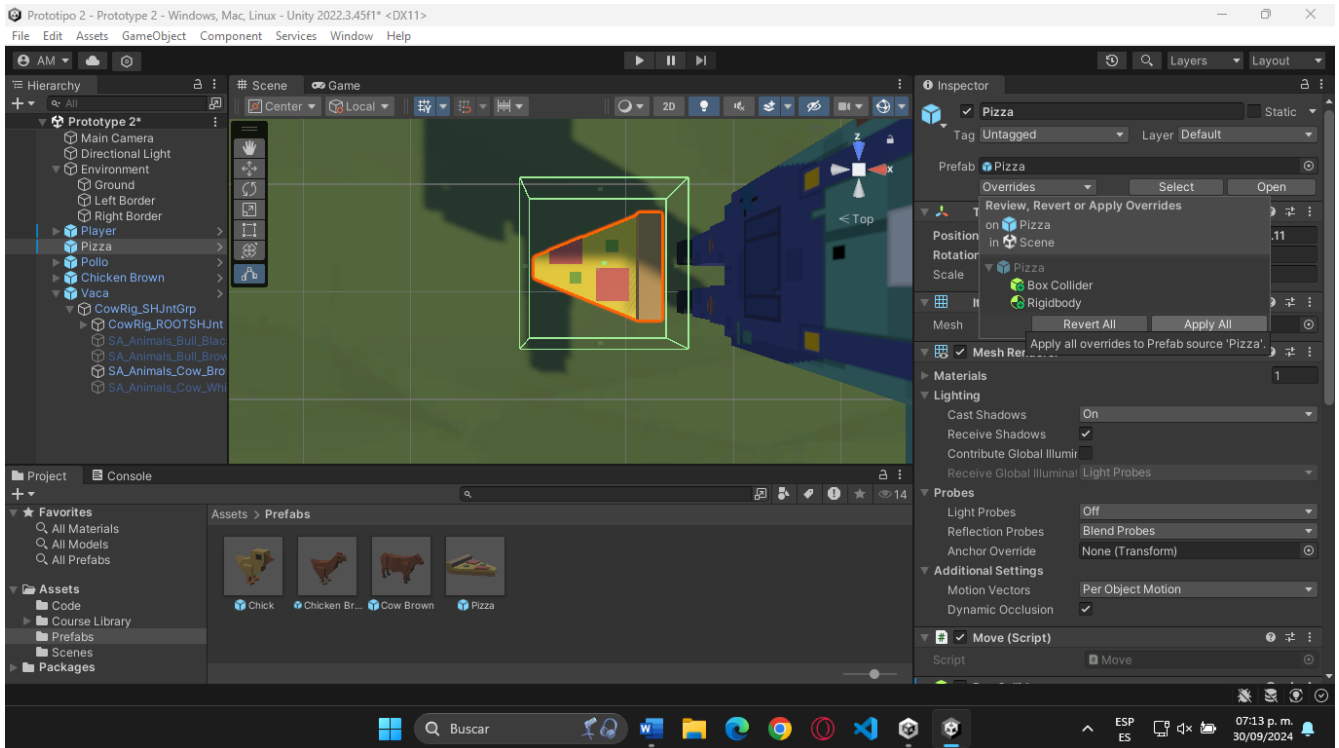 Prototipo 2 - Prototype 2 - Windows, Mac, Linux - Unity 2022.3.45f1* <DX11>
File Edit Assets GameObject Component Services Window Help
AM
Layers
Layout
Hierarchy
All
Prototype 2*
Main Camera
Directional Light
Environment
Ground
Left Border
Right Border
Player
Pizza
Pollo
Chicken Brown
Vaca
CowRig_SHJntGrp
CowRig_ROOTSHJnt
SA_Animals_Bull_Blac
SA_Animals_Bull_Brow
SA_Animals_Cow_Bro
SA_Animals_Cow_Whi
Scene
Game
Center
Local
2D
z
x
Top
Inspector
Pizza
Static
Tag Untagged
Layer Default
Prefab Pizza
Overrides
Select
Open
Review, Revert or Apply Overrides
on Pizza
in Scene
Pizza
Box Collider
Rigidbody
Revert All
Apply All
Apply all overrides to Prefab source 'Pizza'.
Position
.11
Rotation
Scale
Mesh
Mesh Renderer
Materials
1
Lighting
Cast Shadows On
Receive Shadows
Contribute Global Illumir
Receive Global Illuminat Light Probes
Probes
Light Probes Off
Reflection Probes Blend Probes
Anchor Override None (Transform)
Additional Settings
Motion Vectors Per Object Motion
Dynamic Occlusion
Move (Script)
Script Move
Project
Console
14
Favorites
All Materials
All Models
All Prefabs
Assets
Code
Course Library
Prefabs
Scenes
Packages
Assets > Prefabs
Chick
Chicken Br...
Cow Brown
Pizza
Buscar
ESP
ES
07:13 p. m.
30/09/2024